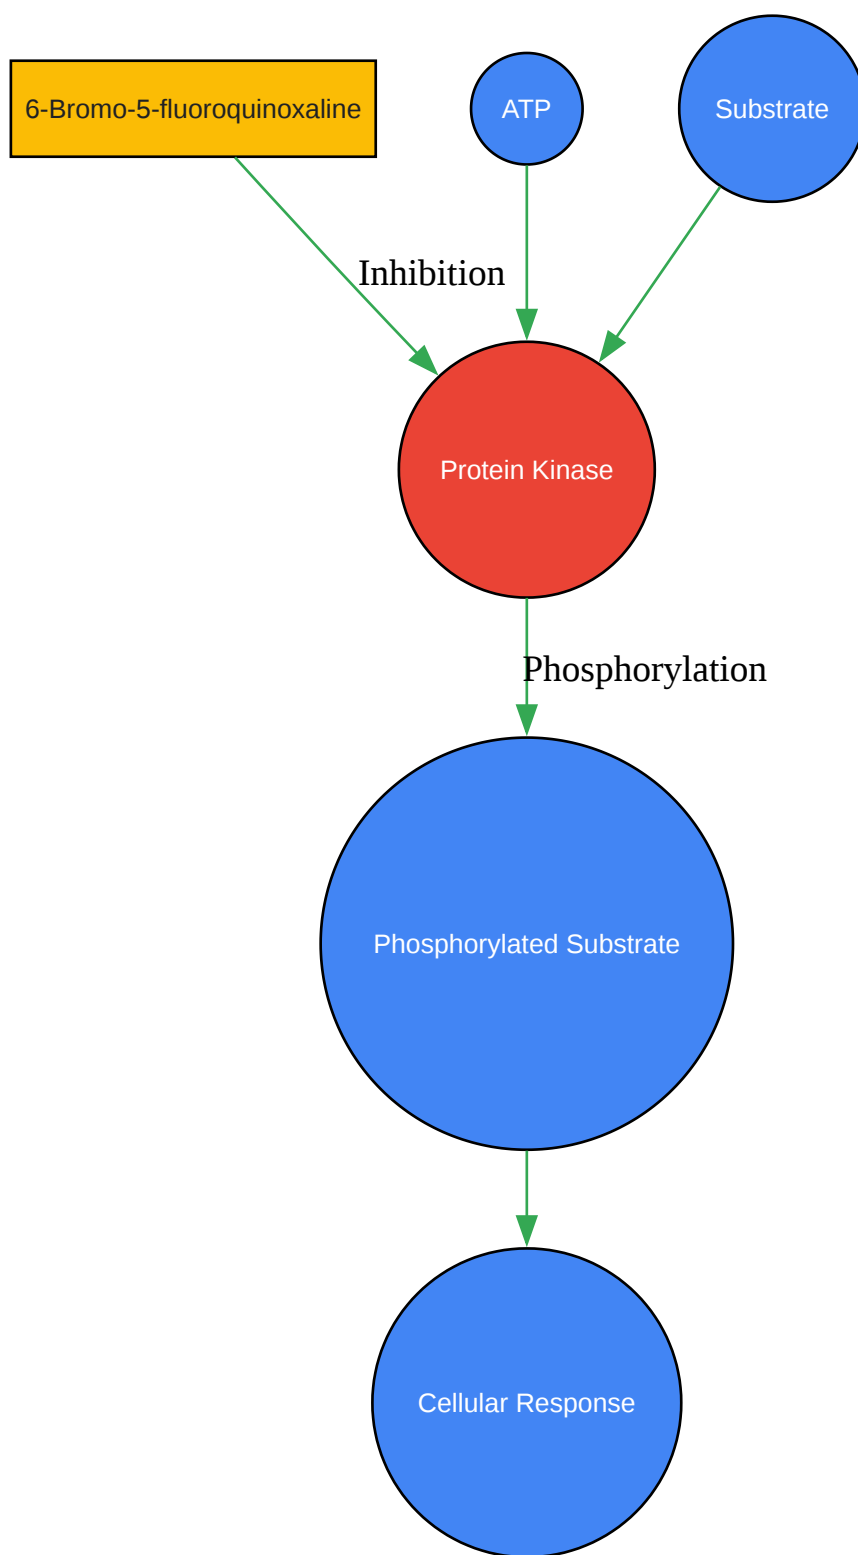 6-Bromo-5-fluoroquinoxaline
ATP
Substrate
Inhibition
Protein Kinase
Phosphorylation
Phosphorylated Substrate
Cellular Response